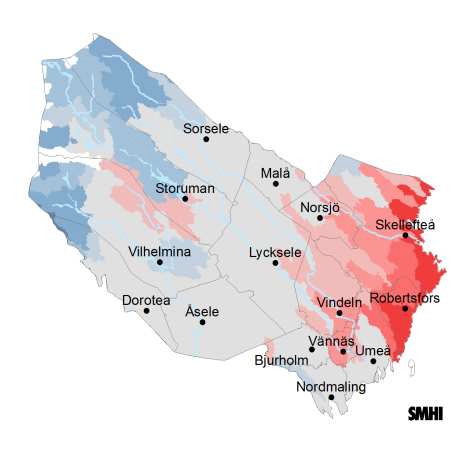 Sorsele
Malå
Storuman
Norsjö
Skellefteå
Vilhelmina
Lycksele
Dorotea
Åsele
Vindeln
Robertsfors
Vännäs
Bjurholm
Umeå
Nordmaling
SMHI